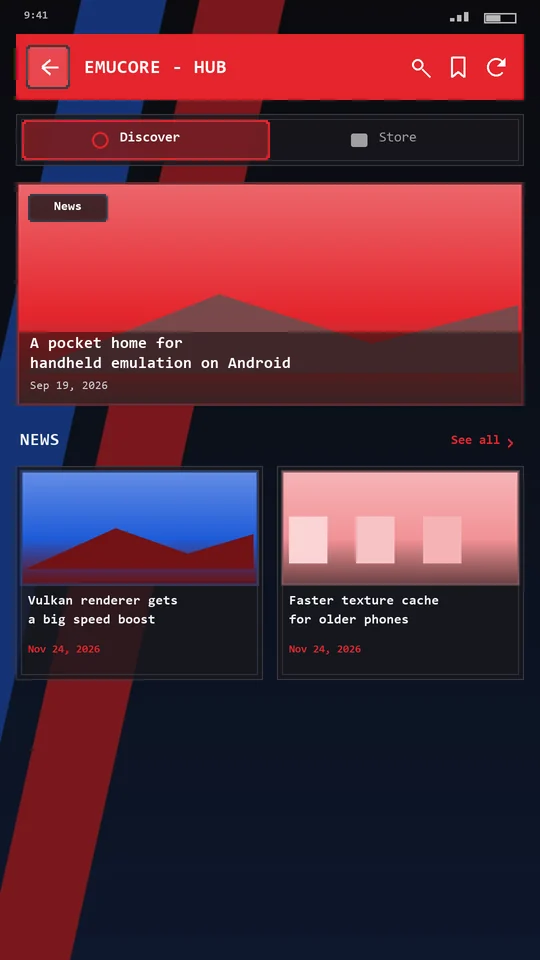 9:41
EMUCORE - HUB
Discover
Store
News
A pocket home for
handheld emulation on Android
Sep 19, 2026
NEWS
See all
Vulkan renderer gets
a big speed boost
Nov 24, 2026
Faster texture cache
for older phones
Nov 24, 2026